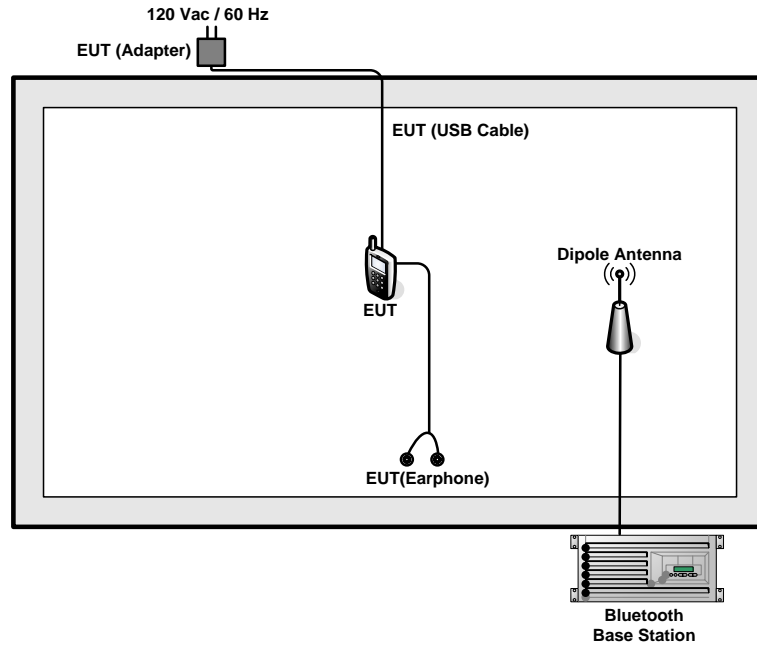 120 Vac / 60 Hz
EUT (Adapter)
EUT (USB Cable)
Dipole Antenna
EUT
EUT(Earphone)
Bluetooth
Base Station